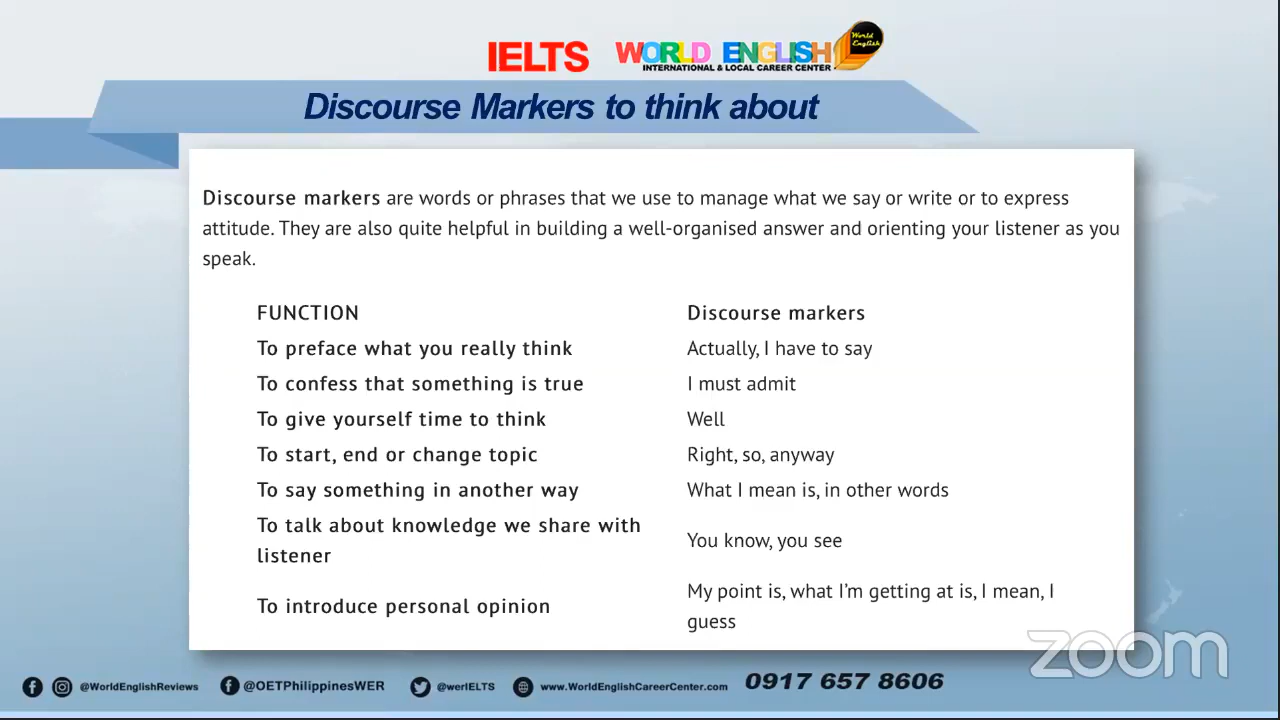 IELTS WORLD ENGLISH World English
INTERNATIONAL & LOCAL CAREER CENTER
Discourse Markers to think about
Discourse markers are words or phrases that we use to manage what we say or write or to express
attitude. They are also quite helpful in building a well-organised answer and orienting your listener as you
speak.
FUNCTION Discourse markers
To preface what you really think Actually, I have to say
To confess that something is true I must admit
To give yourself time to think Well
To start, end or change topic Right, so, anyway
To say something in another way What I mean is, in other words
To talk about knowledge we share with
listener You know, you see
To introduce personal opinion My point is, what I'm getting at is, I mean, I
guess
zoom
@WorldEnglishReviews @OETPhilippinesWER @werIELTS www.WorldEnglishCareerCenter.com 0917 657 8606